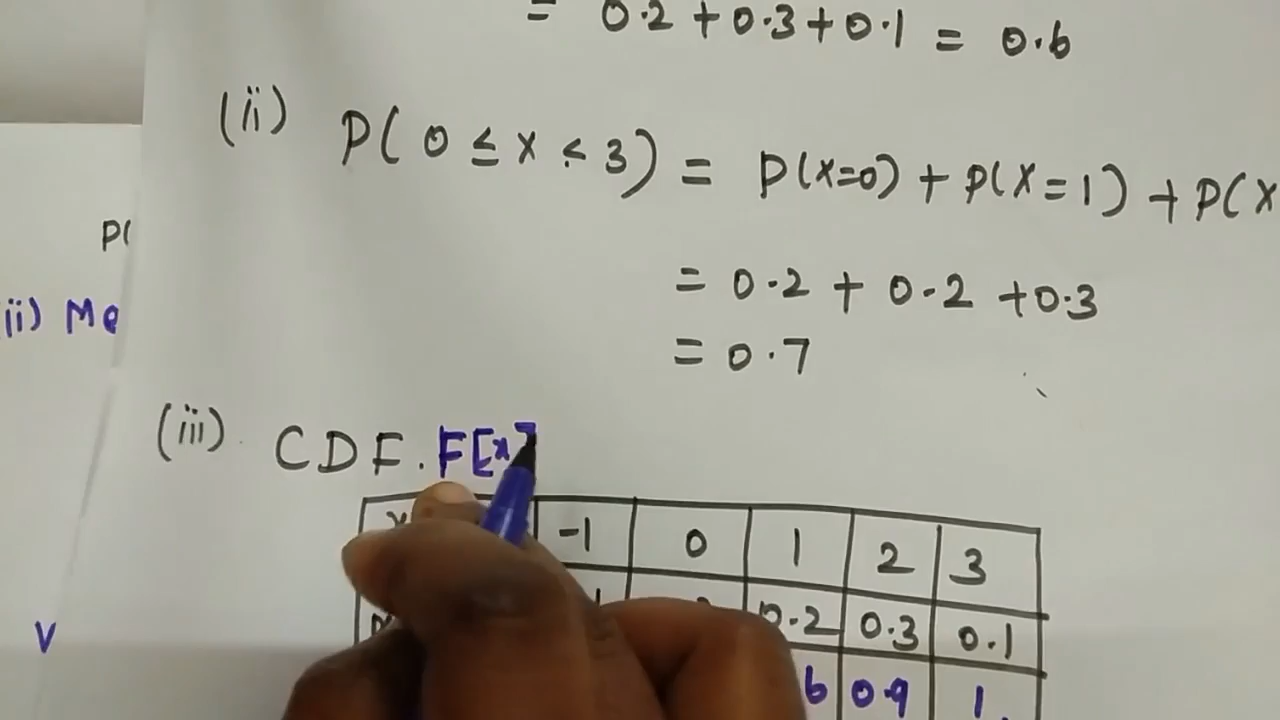 = 0.2 + 0.3 + 0.1 = 0.6
(ii) P( 0 ≤ x < 3) = P(X=0) + P(X=1) + P(X
P(
= 0.2 + 0.2 + 0.3
ii) Me
= 0.7
(iii) CDF. F[x]
-1 0 1 2 3
0.2 0.3 0.1
V
6 0.9 1